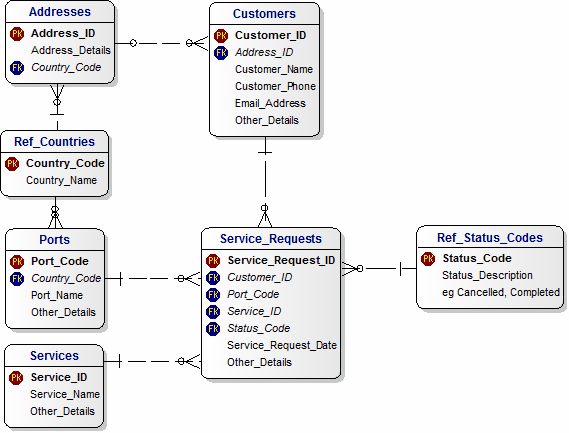 Addresses
PK Address_ID
Address_Details
FK Country_Code
Customers
PK Customer_ID
FK Address_ID
Customer_Name
Customer_Phone
Email_Address
Other_Details
Ref_Countries
PK Country_Code
Country_Name
Ports
PK Port_Code
FK Country_Code
Port_Name
Other_Details
Service_Requests
PK Service_Request_ID
FK Customer_ID
FK Port_Code
FK Service_ID
FK Status_Code
Service_Request_Date
Other_Details
Ref_Status_Codes
PK Status_Code
Status_Description
eg Cancelled, Completed
Services
PK Service_ID
Service_Name
Other_Details